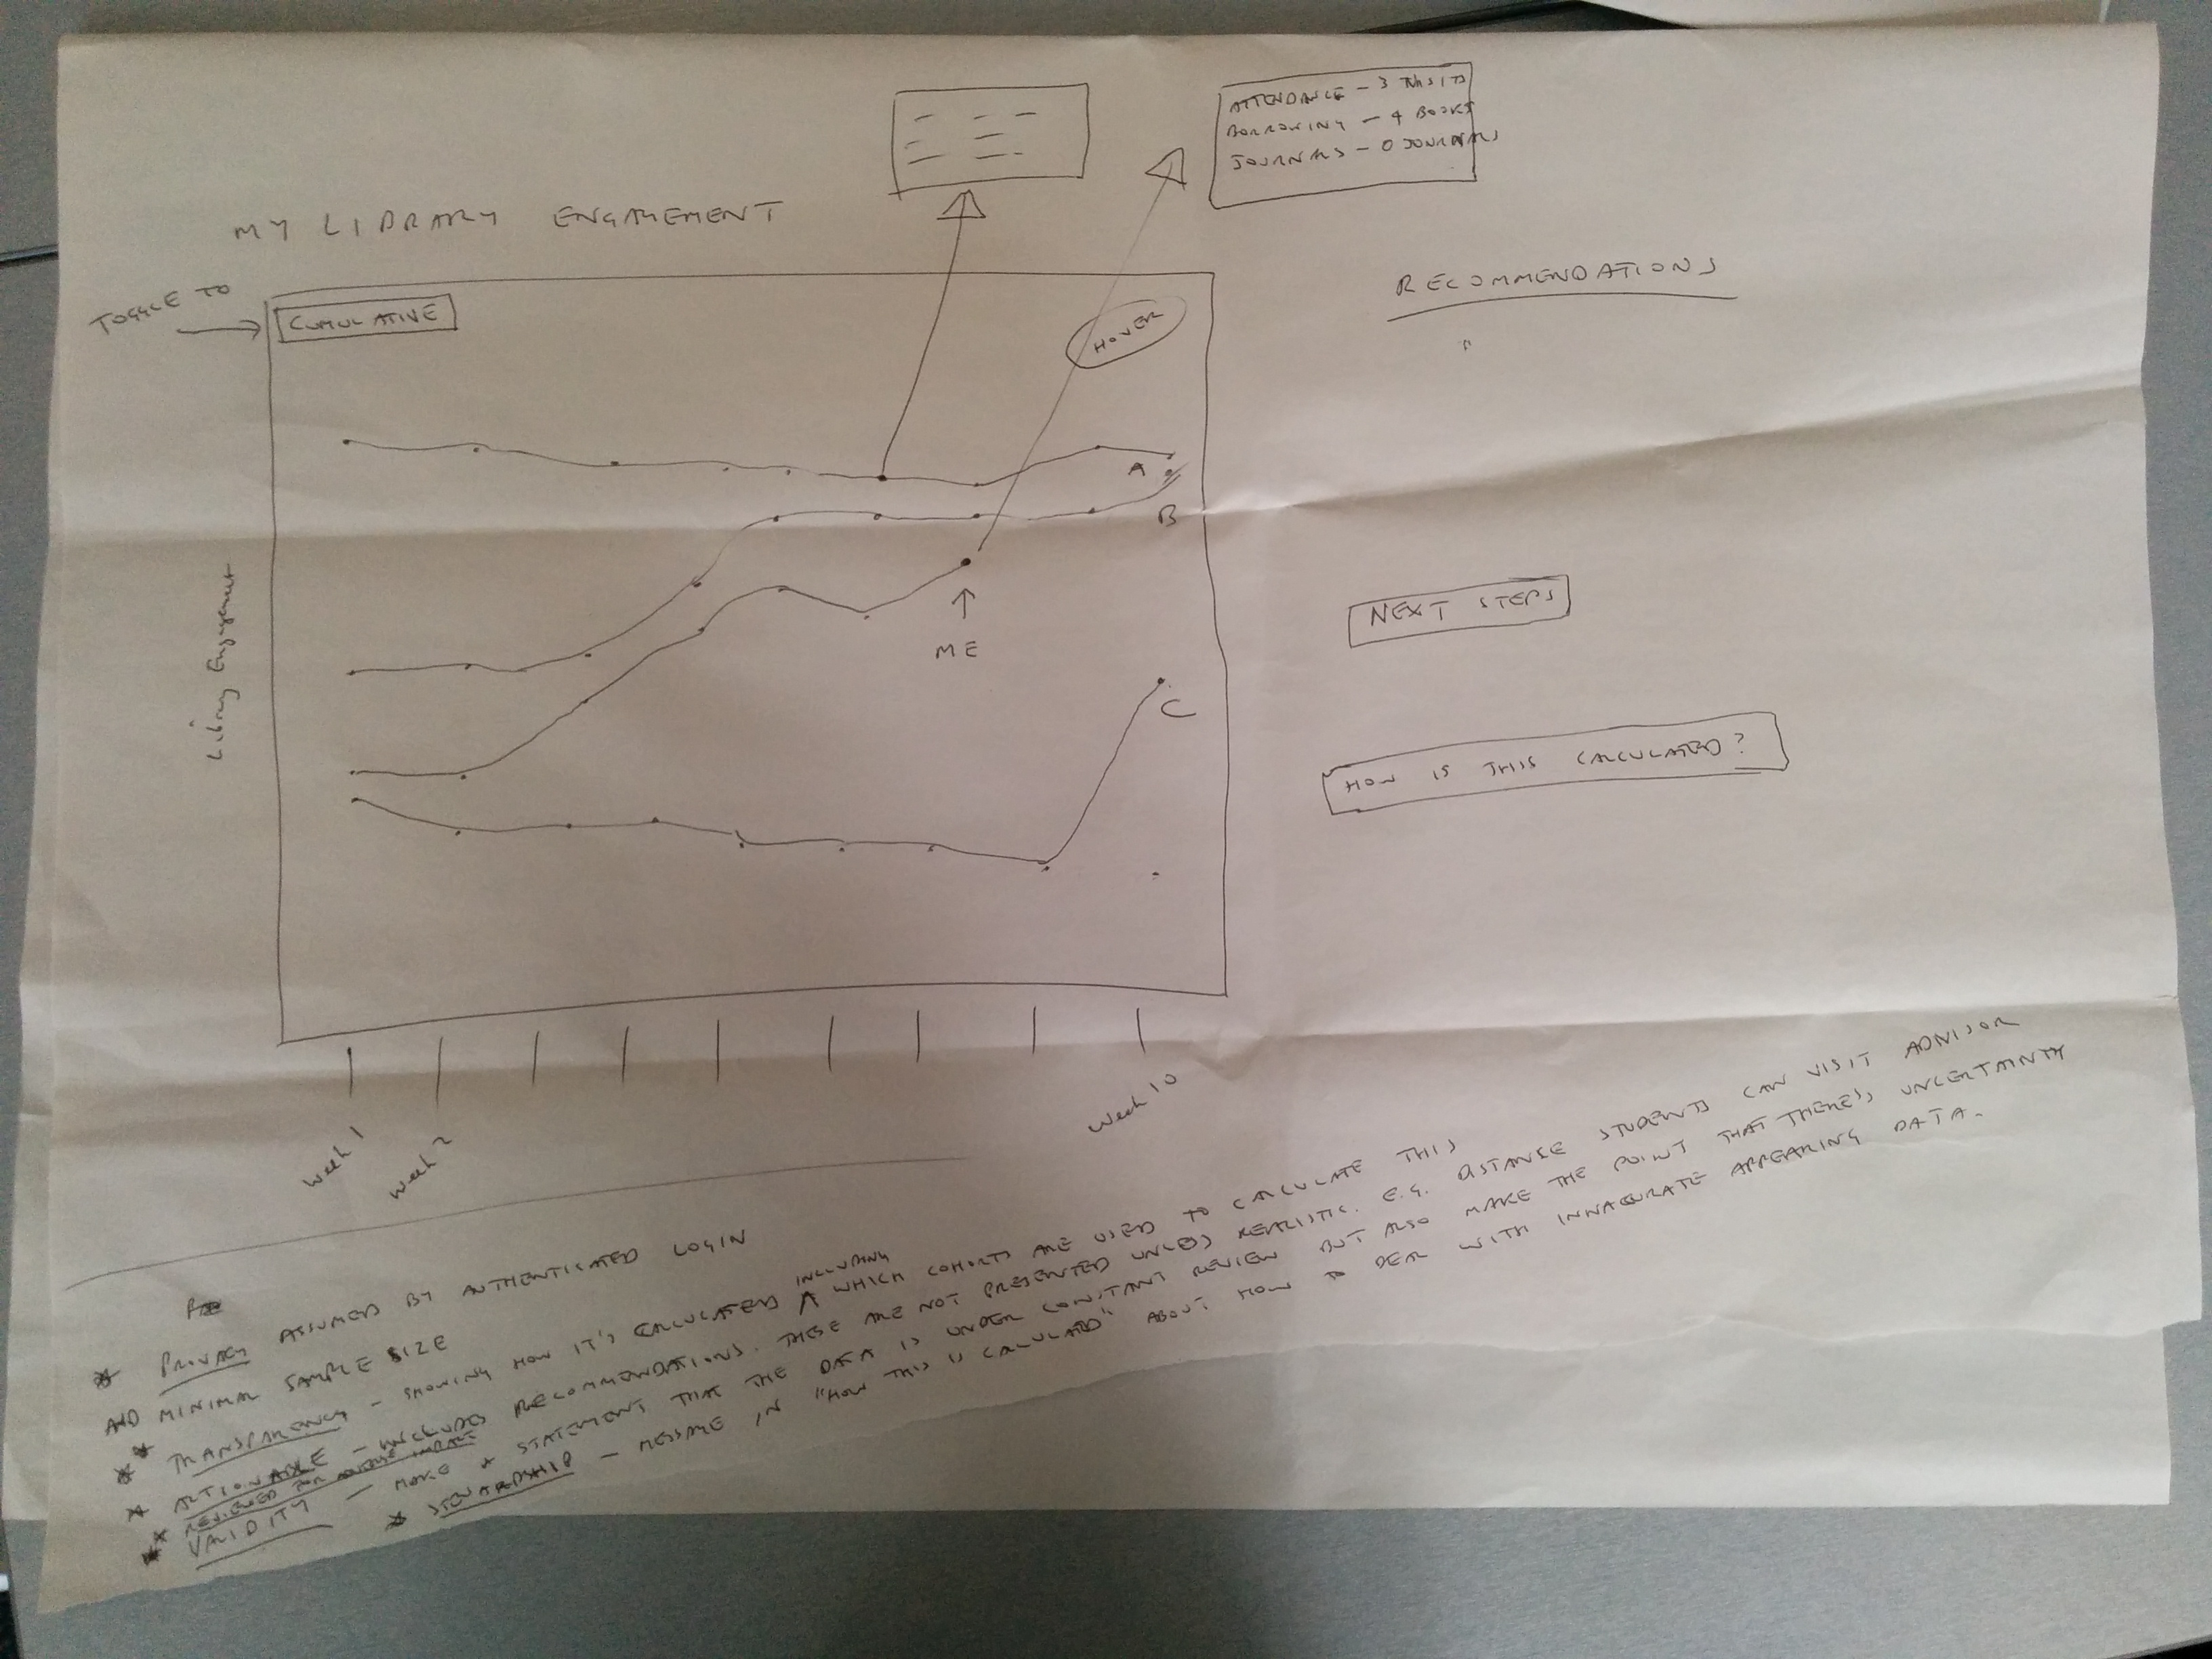 ATTENDANCE - 3 VISITS
BORROWING - 4 BOOKS
JOURNALS - 0 JOURNALS
MY LIBRARY ENGAGEMENT
RECOMMENDATIONS
TOGGLE TO
CUMULATIVE
HOVER
A
B
ME
C
Library Engagement
NEXT STEPS
HOW IS THIS CALCULATED?
Week 1
Week 2
Week 10
* PRIVACY ASSUMED BY AUTHENTICATED LOGIN
AND MINIMAL SAMPLE SIZE
* TRANSPARENCY - SHOWING HOW IT'S CALCULATED INCLUDING WHICH COHORTS ARE USED TO CALCULATE THIS
* ACTIONABLE - INCLUDES RECOMMENDATIONS. THESE ARE NOT PRESENTED UNLESS REALISTIC. E.G. DISTANSE STUDENTS CAN VISIT ADVISOR
* REVIEWED FOR ADVERSE IMPACT
* VALIDITY - MAKE A STATEMENT THAT THE DATA IS UNDER CONSTANT REVIEW BUT ALSO MAKE THE POINT THAT THERE'S UNCERTAINTY
* STEWARDSHIP - MESSAGE IN "HOW THIS IS CALCULATED" ABOUT HOW TO DEAL WITH INNACURATE APPEARING DATA.